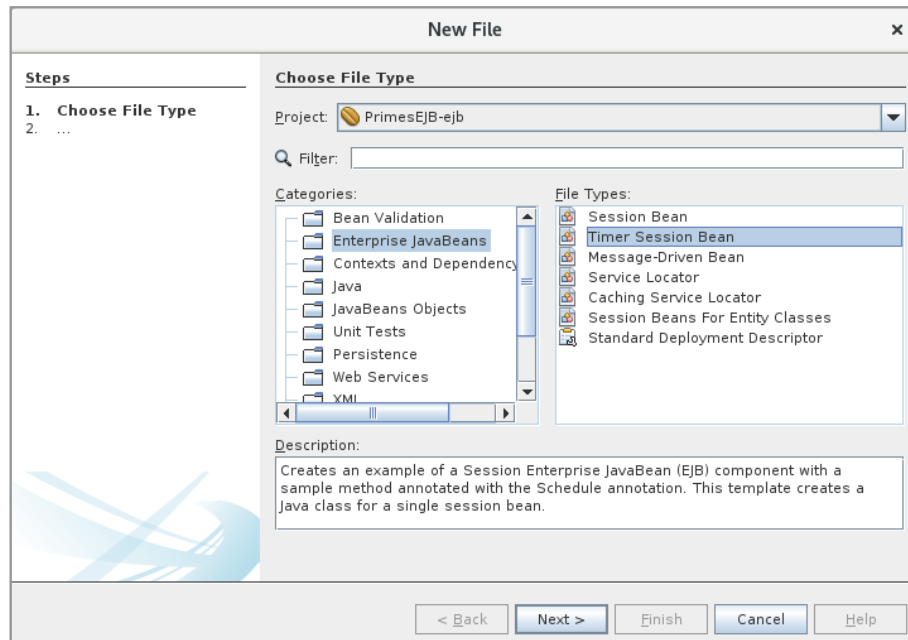 New File
Steps
1. Choose File Type
2. ...
Choose File Type
Project: PrimesEJB-ejb
Filter:
Categories:
Bean Validation
Enterprise JavaBeans
Contexts and Dependency
Java
JavaBeans Objects
Unit Tests
Persistence
Web Services
XML
File Types:
Session Bean
Timer Session Bean
Message-Driven Bean
Service Locator
Caching Service Locator
Session Beans For Entity Classes
Standard Deployment Descriptor
Description:
Creates an example of a Session Enterprise JavaBean (EJB) component with a
sample method annotated with the Schedule annotation. This template creates a
Java class for a single session bean.
< Back Next > Finish Cancel Help